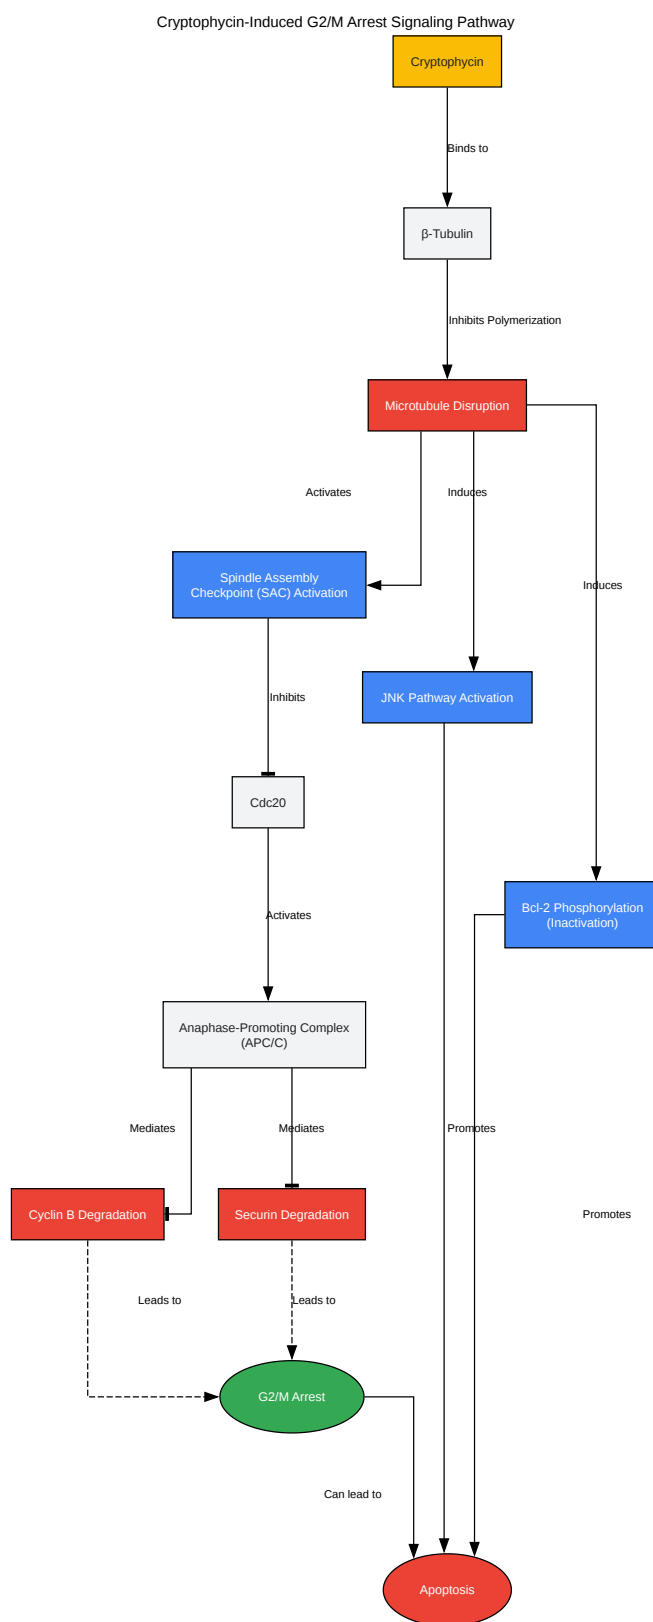 Cryptophycin-Induced G2/M Arrest Signaling Pathway
Cryptophycin
Binds to
β-Tubulin
Inhibits Polymerization
Microtubule Disruption
Activates
Induces
Spindle Assembly
Checkpoint (SAC) Activation
Induces
Inhibits
JNK Pathway Activation
Cdc20
Activates
Bcl-2 Phosphorylation
(Inactivation)
Anaphase-Promoting Complex
(APC/C)
Mediates
Mediates
Promotes
Cyclin B Degradation
Securin Degradation
Promotes
Leads to
Leads to
G2/M Arrest
Can lead to
Apoptosis